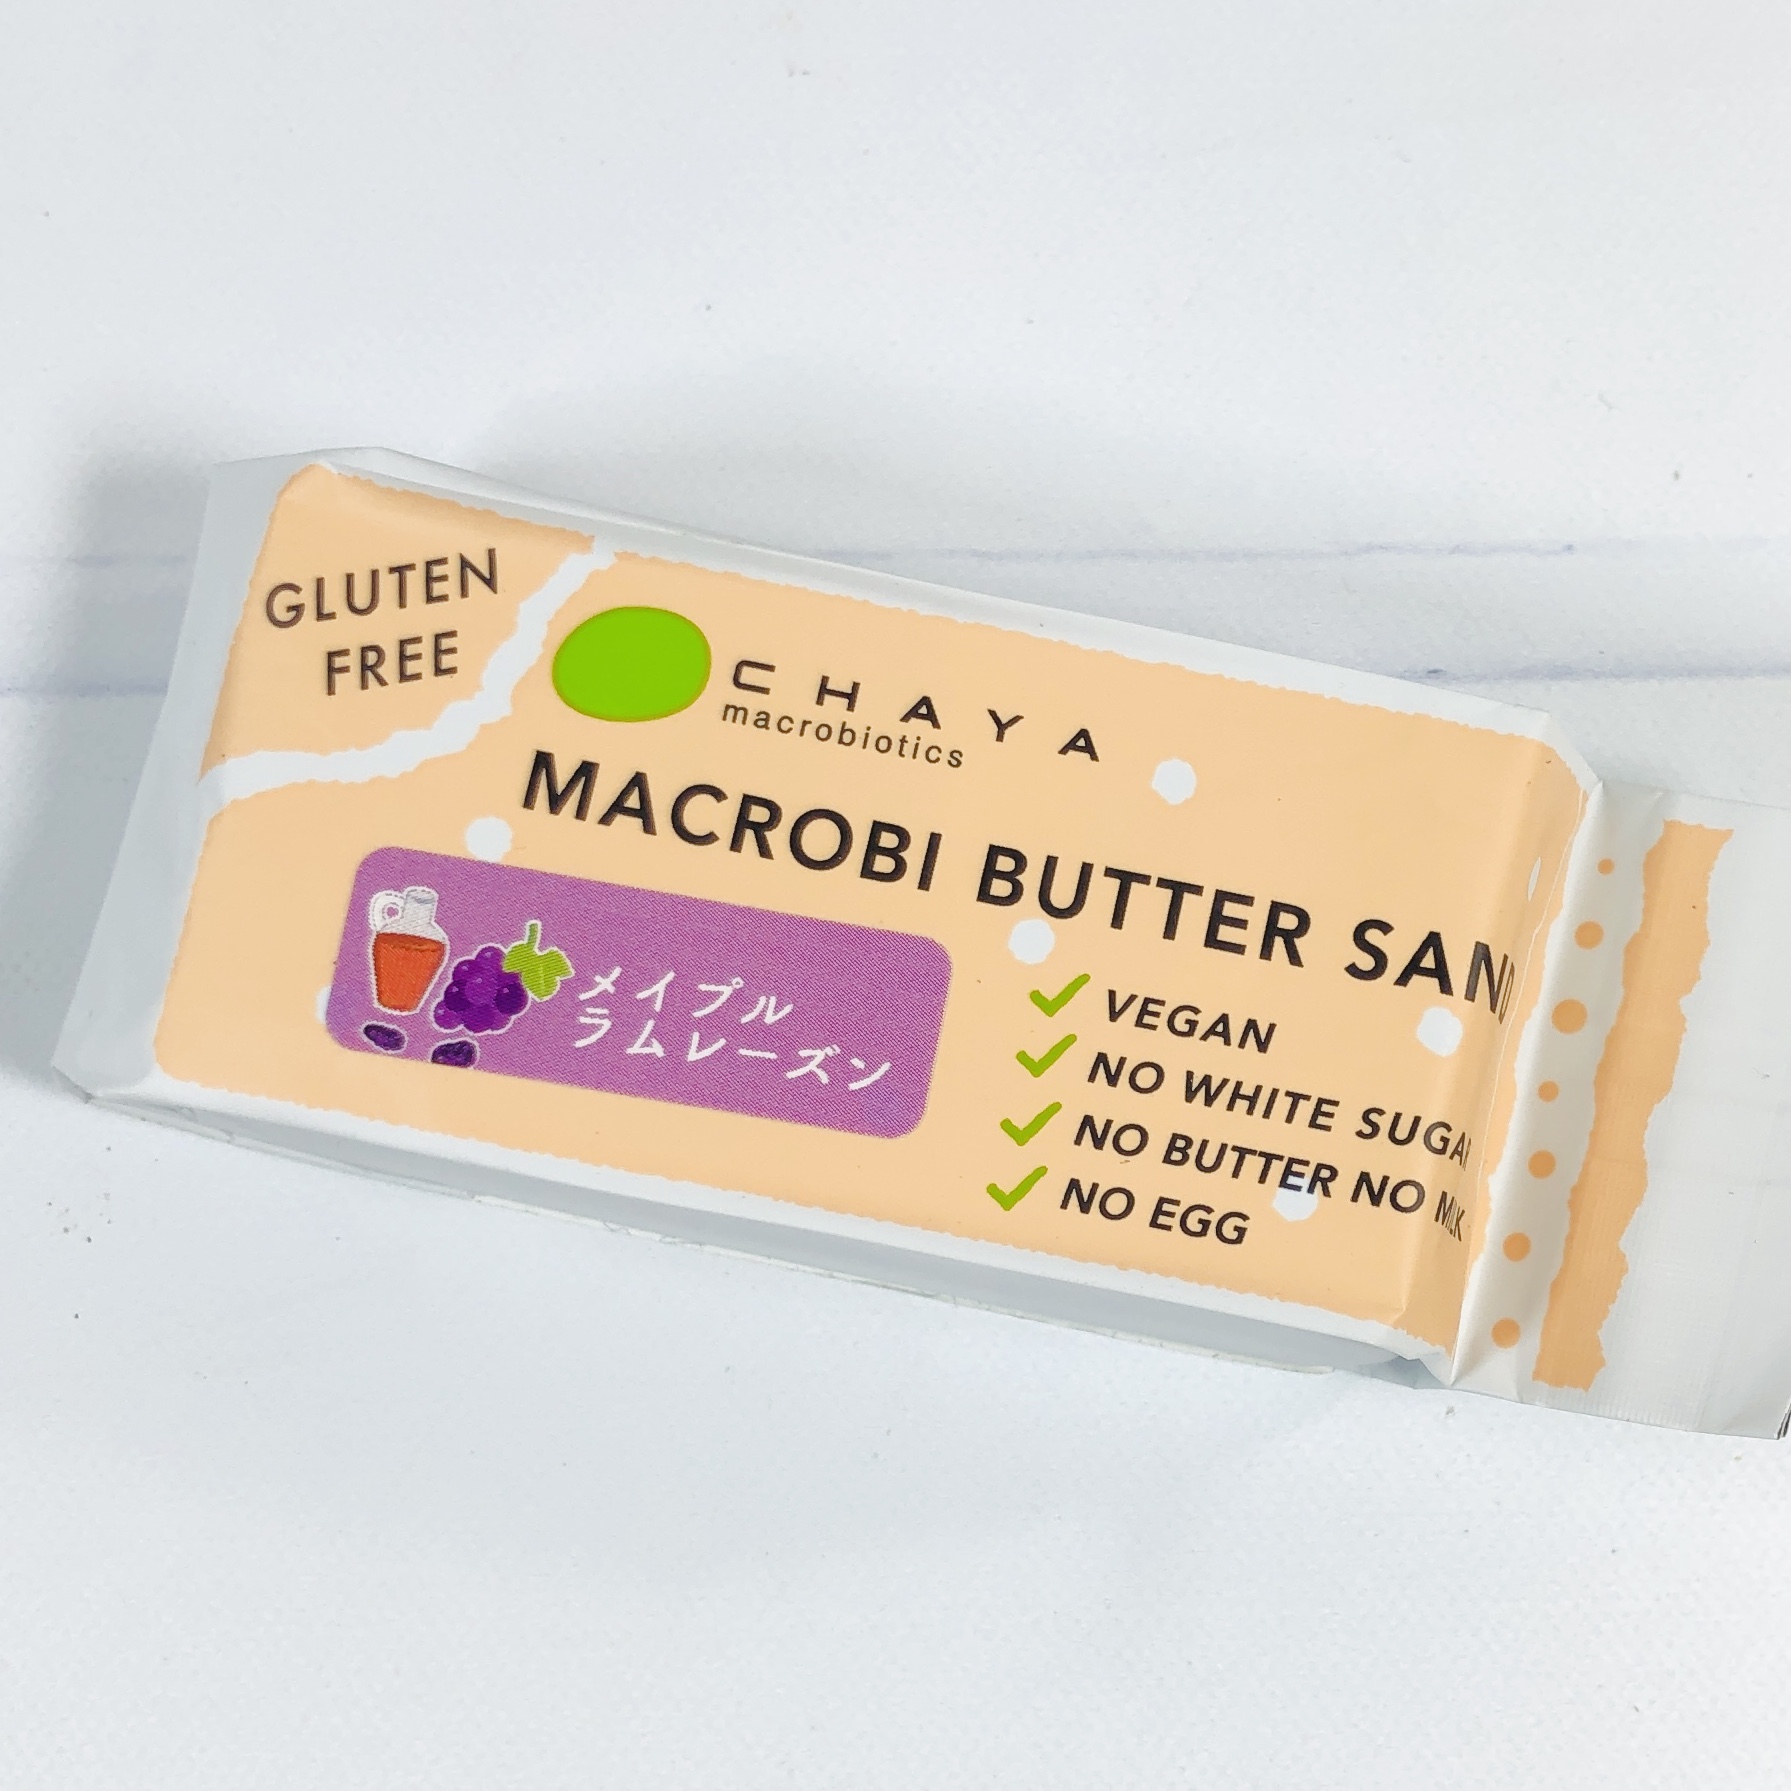 GLUTEN
FREE
CHAYA
macrobiotics
MACROBI BUTTER SAND
メイプル
ラムレーズン
VEGAN
NO WHITE SUGAR
NO BUTTER NO MILK
NO EGG